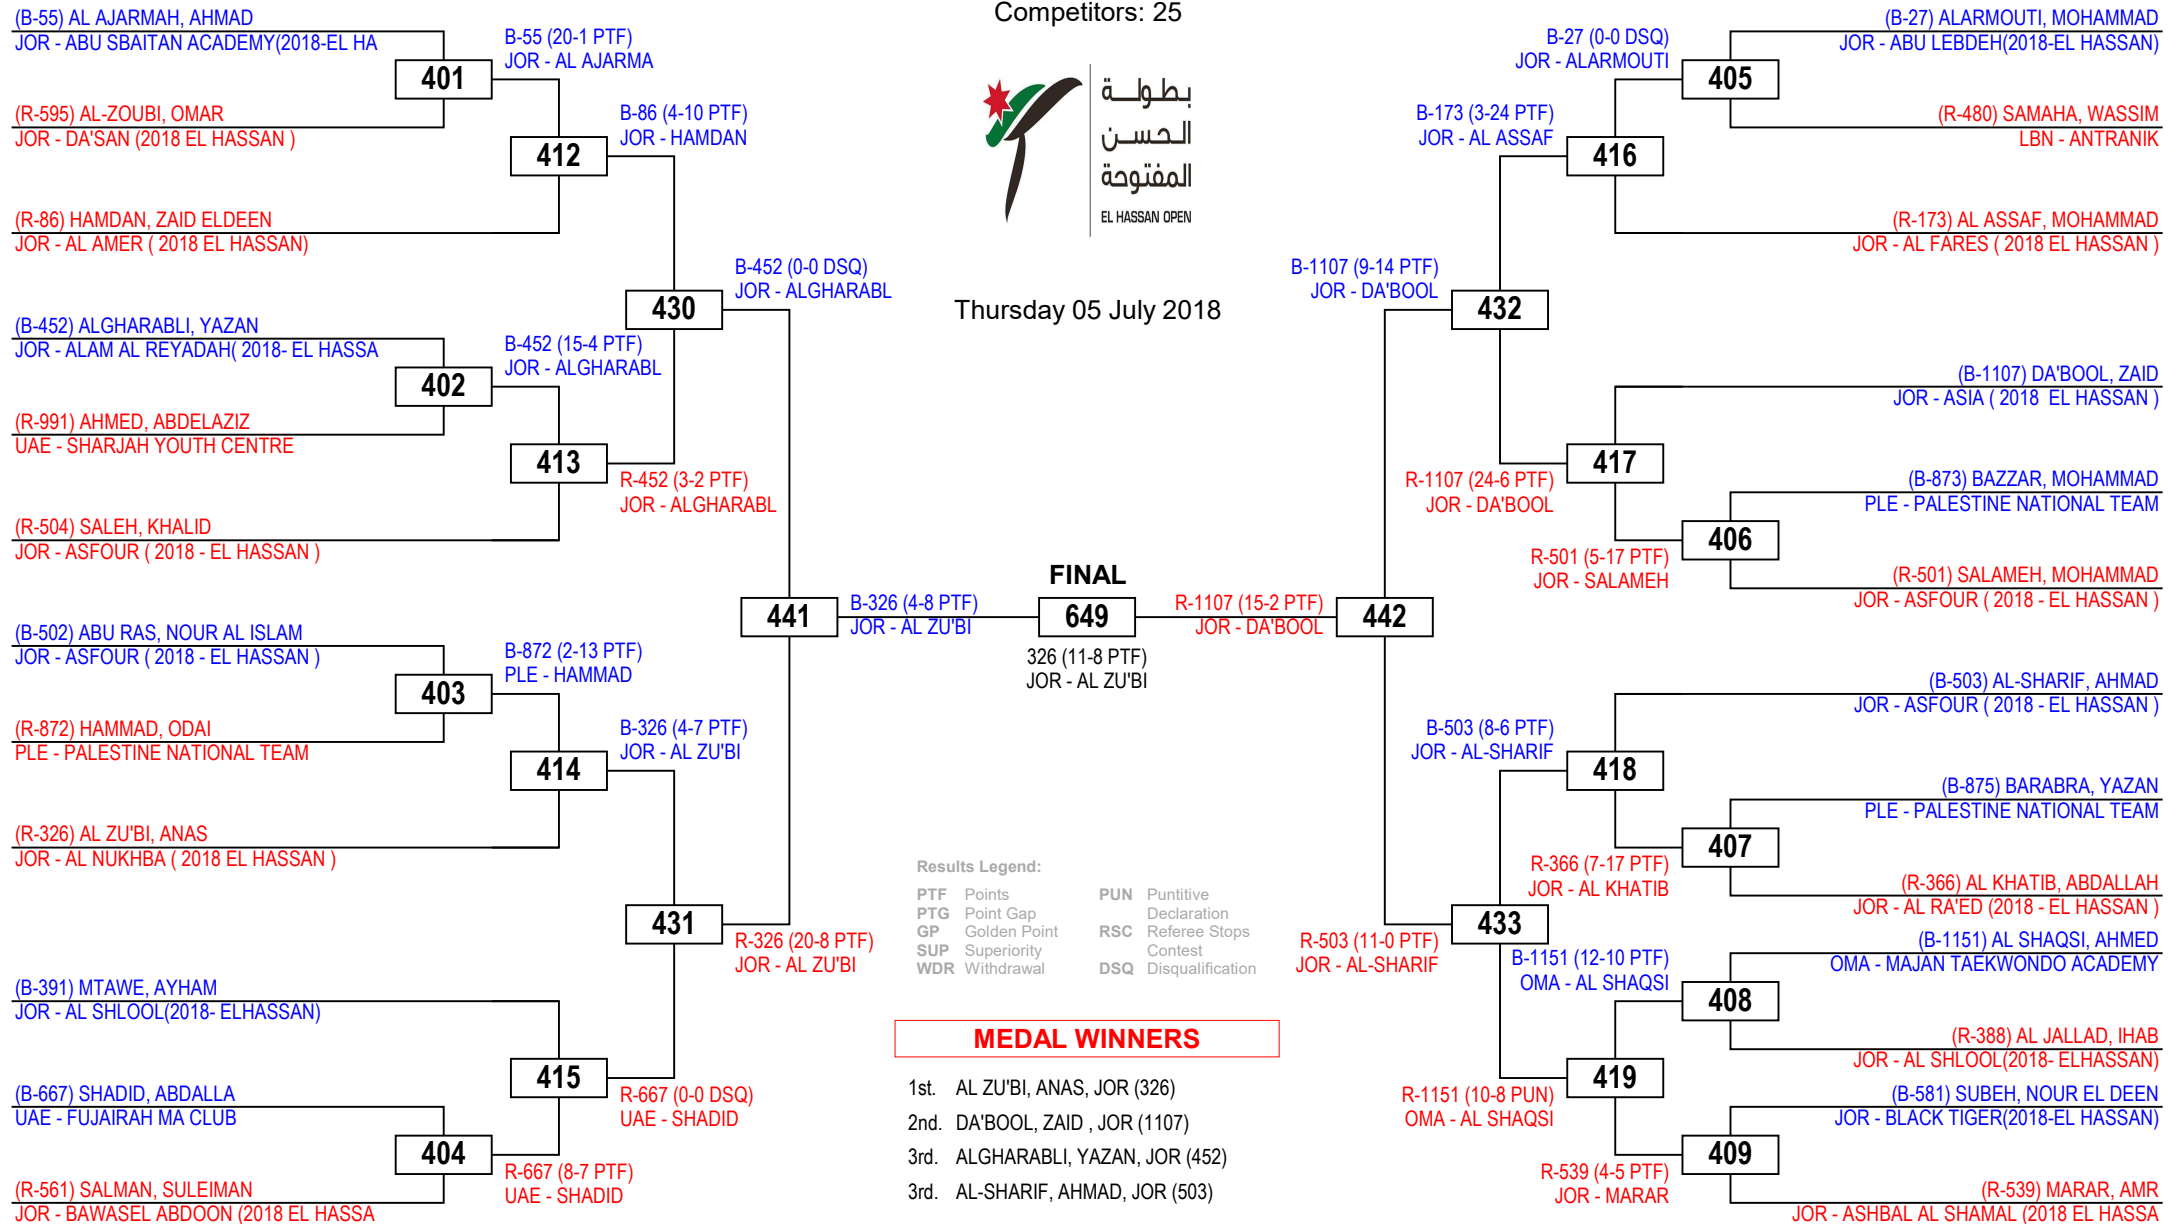 Competitors: 25
بطولة
الحسن
المفتوحة
EL HASSAN OPEN
Thursday 05 July 2018
(B-55) AL AJARMAH, AHMAD
JOR - ABU SBAITAN ACADEMY(2018-EL HA
401
(R-595) AL-ZOUBI, OMAR
JOR - DA'SAN (2018 EL HASSAN )
B-55 (20-1 PTF)
JOR - AL AJARMA
412
(R-86) HAMDAN, ZAID ELDEEN
JOR - AL AMER ( 2018 EL HASSAN)
B-86 (4-10 PTF)
JOR - HAMDAN
430
B-452 (0-0 DSQ)
JOR - ALGHARABL
(B-452) ALGHARABLI, YAZAN
JOR - ALAM AL REYADAH( 2018- EL HASSA
402
(R-991) AHMED, ABDELAZIZ
UAE - SHARJAH YOUTH CENTRE
B-452 (15-4 PTF)
JOR - ALGHARABL
413
R-452 (3-2 PTF)
JOR - ALGHARABL
(R-504) SALEH, KHALID
JOR - ASFOUR ( 2018 - EL HASSAN )
441
B-326 (4-8 PTF)
JOR - AL ZU'BI
(B-502) ABU RAS, NOUR AL ISLAM
JOR - ASFOUR ( 2018 - EL HASSAN )
403
(R-872) HAMMAD, ODAI
PLE - PALESTINE NATIONAL TEAM
B-872 (2-13 PTF)
PLE - HAMMAD
414
B-326 (4-7 PTF)
JOR - AL ZU'BI
(R-326) AL ZU'BI, ANAS
JOR - AL NUKHBA ( 2018 EL HASSAN )
431
R-326 (20-8 PTF)
JOR - AL ZU'BI
(B-391) MTAWE, AYHAM
JOR - AL SHLOOL(2018- ELHASSAN)
415
R-667 (0-0 DSQ)
UAE - SHADID
(B-667) SHADID, ABDALLA
UAE - FUJAIRAH MA CLUB
404
R-667 (8-7 PTF)
UAE - SHADID
(R-561) SALMAN, SULEIMAN
JOR - BAWASEL ABDOON (2018 EL HASSA
FINAL
649
326 (11-8 PTF)
JOR - AL ZU'BI
(B-27) ALARMOUTI, MOHAMMAD
JOR - ABU LEBDEH(2018-EL HASSAN)
405
(R-480) SAMAHA, WASSIM
LBN - ANTRANIK
B-27 (0-0 DSQ)
JOR - ALARMOUTI
416
(R-173) AL ASSAF, MOHAMMAD
JOR - AL FARES ( 2018 EL HASSAN )
B-173 (3-24 PTF)
JOR - AL ASSAF
432
B-1107 (9-14 PTF)
JOR - DA'BOOL
(B-1107) DA'BOOL, ZAID
JOR - ASIA ( 2018  EL HASSAN )
417
R-1107 (24-6 PTF)
JOR - DA'BOOL
(B-873) BAZZAR, MOHAMMAD
PLE - PALESTINE NATIONAL TEAM
406
R-501 (5-17 PTF)
JOR - SALAMEH
(R-501) SALAMEH, MOHAMMAD
JOR - ASFOUR ( 2018 - EL HASSAN )
442
R-1107 (15-2 PTF)
JOR - DA'BOOL
(B-503) AL-SHARIF, AHMAD
JOR - ASFOUR ( 2018 - EL HASSAN )
B-503 (8-6 PTF)
JOR - AL-SHARIF
418
(B-875) BARABRA, YAZAN
PLE - PALESTINE NATIONAL TEAM
407
R-366 (7-17 PTF)
JOR - AL KHATIB
(R-366) AL KHATIB, ABDALLAH
JOR - AL RA'ED (2018 - EL HASSAN )
433
R-503 (11-0 PTF)
JOR - AL-SHARIF
(B-1151) AL SHAQSI, AHMED
OMA - MAJAN TAEKWONDO ACADEMY
B-1151 (12-10 PTF)
OMA - AL SHAQSI
408
(R-388) AL JALLAD, IHAB
JOR - AL SHLOOL(2018- ELHASSAN)
419
R-1151 (10-8 PUN)
OMA - AL SHAQSI
(B-581) SUBEH, NOUR EL DEEN
JOR - BLACK TIGER(2018-EL HASSAN)
409
R-539 (4-5 PTF)
JOR - MARAR
(R-539) MARAR, AMR
JOR - ASHBAL AL SHAMAL (2018 EL HASSA
Results Legend:
PTF Points
PTG Point Gap
GP Golden Point
SUP Superiority
WDR Withdrawal
PUN Puntitive
Declaration
RSC Referee Stops
Contest
DSQ Disqualification
MEDAL WINNERS
1st. AL ZU'BI, ANAS, JOR (326)
2nd. DA'BOOL, ZAID , JOR (1107)
3rd. ALGHARABLI, YAZAN, JOR (452)
3rd. AL-SHARIF, AHMAD, JOR (503)